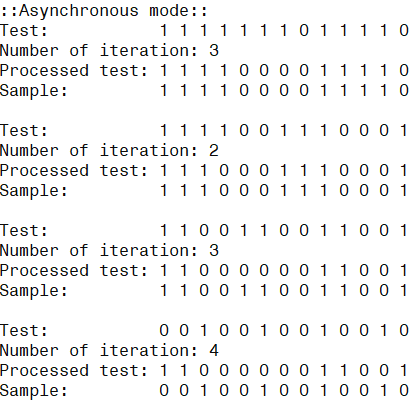 ::Asynchronous mode::
Test: 1 1 1 1 1 1 1 0 1 1 1 1 0
Number of iteration: 3
Processed test: 1 1 1 1 0 0 0 0 1 1 1 1 0
Sample: 1 1 1 1 0 0 0 0 1 1 1 1 0
Test: 1 1 1 1 0 0 1 1 1 0 0 0 1
Number of iteration: 2
Processed test: 1 1 1 0 0 0 1 1 1 0 0 0 1
Sample: 1 1 1 0 0 0 1 1 1 0 0 0 1
Test: 1 1 0 0 1 1 0 0 1 1 0 0 1
Number of iteration: 3
Processed test: 1 1 0 0 0 0 0 0 1 1 0 0 1
Sample: 1 1 0 0 1 1 0 0 1 1 0 0 1
Test: 0 0 1 0 0 1 0 0 1 0 0 1 0
Number of iteration: 4
Processed test: 1 1 0 0 0 0 0 0 1 1 0 0 1
Sample: 0 0 1 0 0 1 0 0 1 0 0 1 0